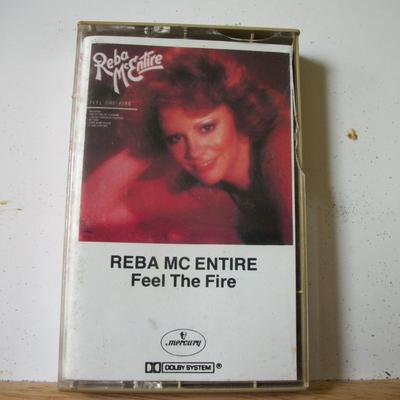 Reba
McEntire
FEEL THE FIRE
REBA MC ENTIRE
Feel The Fire
mercury
DOLBY SYSTEM ®